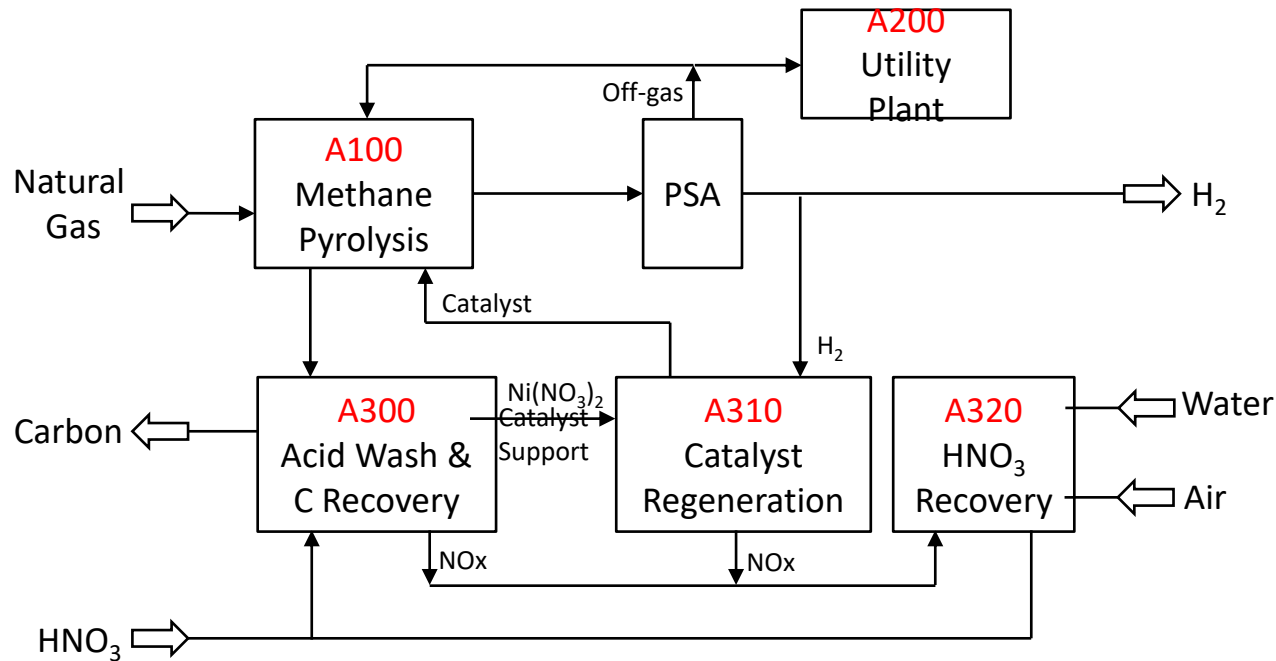 A200
Utility
Plant
Off-gas
A100
Methane
Pyrolysis
PSA
Natural
Gas
H₂
Catalyst
H₂
A300
Acid Wash &
C Recovery
Ni(NO₃)₂
Catalyst
Support
A310
Catalyst
Regeneration
A320
HNO₃
Recovery
Water
Air
Carbon
NOx
NOx
HNO₃